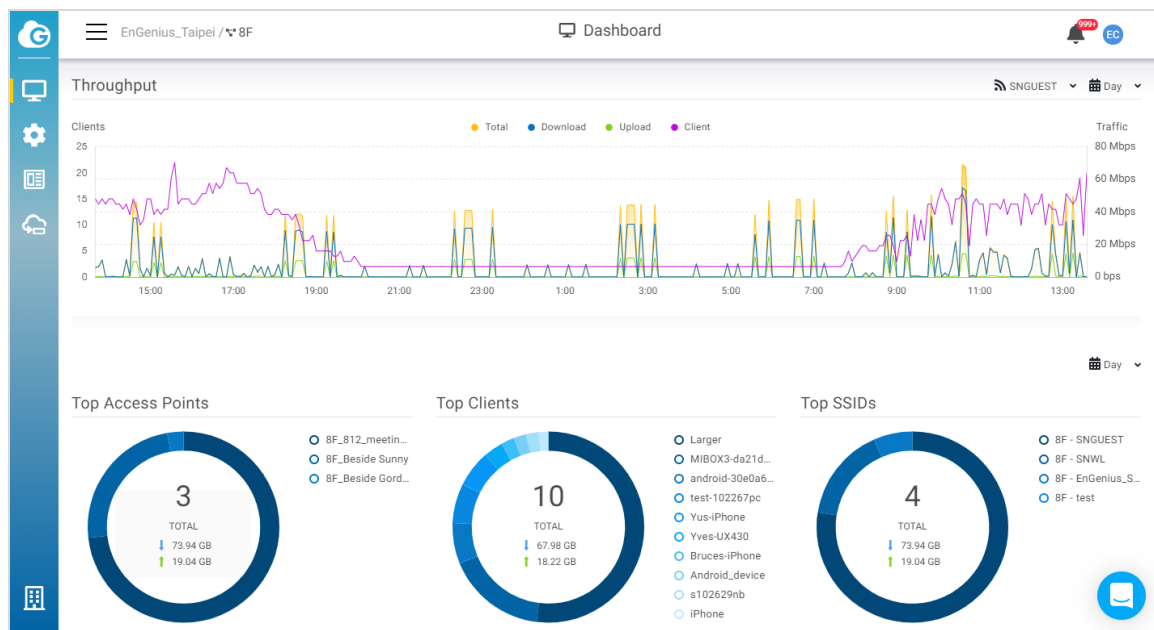 EnGenius_Taipei / 8F
Dashboard
999+
EC
Throughput
SNGUEST
Day
Clients
Total
Download
Upload
Client
Traffic
25
20
15
10
5
0
80 Mbps
60 Mbps
40 Mbps
20 Mbps
0 bps
15:00
17:00
19:00
21:00
23:00
1:00
3:00
5:00
7:00
9:00
11:00
13:00
Day
Top Access Points
3
TOTAL
73.94 GB
19.04 GB
8F_812_meetin...
8F_Beside Sunny
8F_Beside Gord...
Top Clients
10
TOTAL
67.98 GB
18.22 GB
Larger
MIBOX3-da21d...
android-30e0a6...
test-102267pc
Yus-iPhone
Yves-UX430
Bruces-iPhone
Android_device
s102629nb
iPhone
Top SSIDs
4
TOTAL
73.94 GB
19.04 GB
8F - SNGUEST
8F - SNWL
8F - EnGenius_S...
8F - test